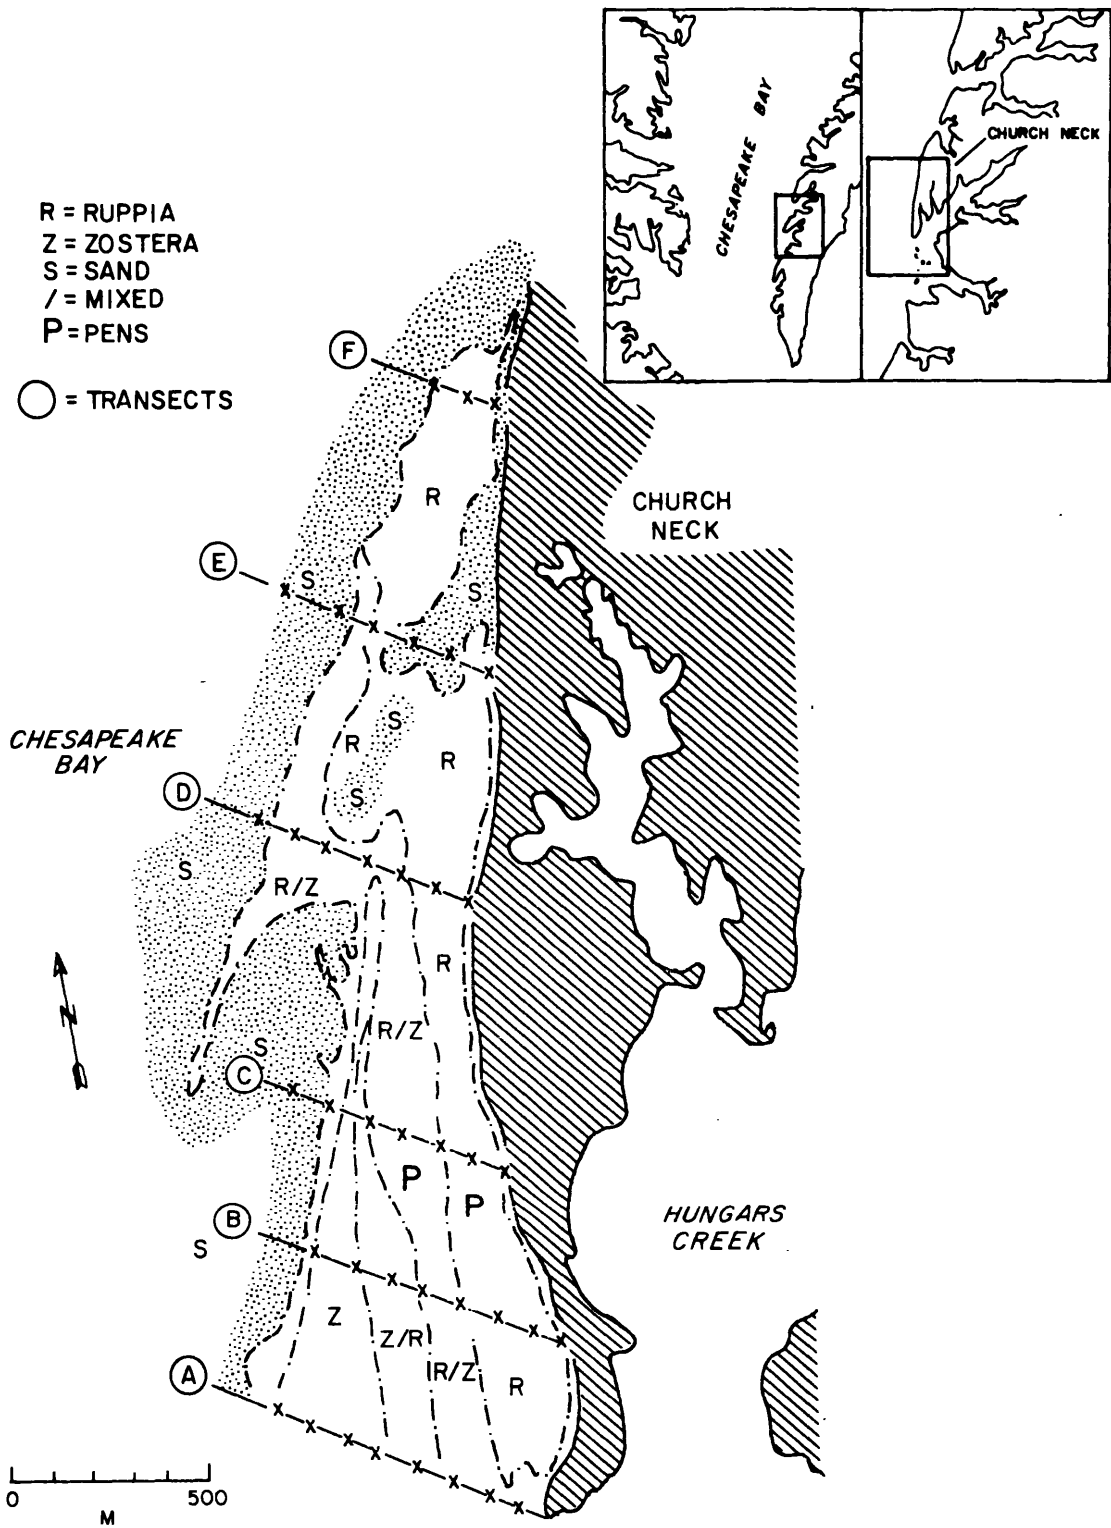 CHESAPEAKE BAY
CHURCH NECK
R = RUPPIA
Z = ZOSTERA
S = SAND
/ = MIXED
P = PENS
○ = TRANSECTS
F
R
CHURCH
NECK
E
S
S
CHESAPEAKE
BAY
S
R
R
D
S
S
R/Z
R
N
R/Z
S
C
P
P
B
S
HUNGARS
CREEK
Z
Z/R
R/Z
A
R
0 500
M